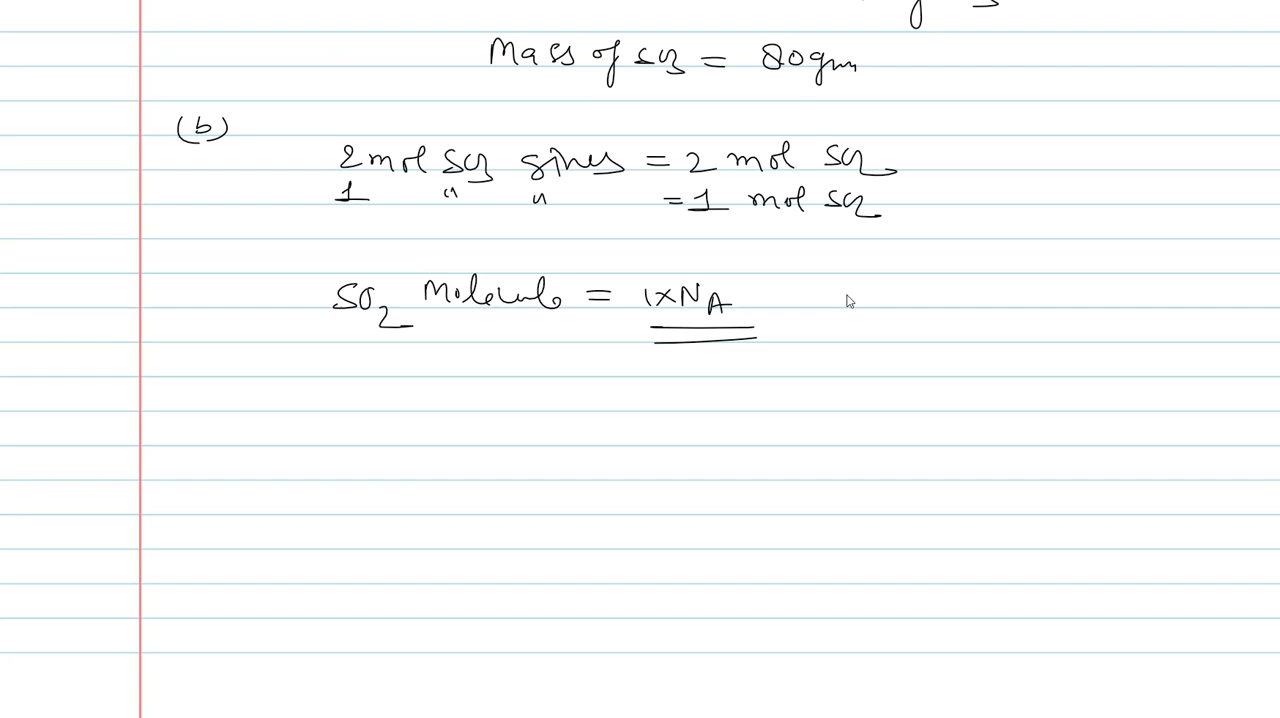 Mass of SO3 = 80gm
(b)
2 mol SO3 gives = 2 mol SO2
1 " " = 1 mol SO2
SO2 Molecule = 1×NA